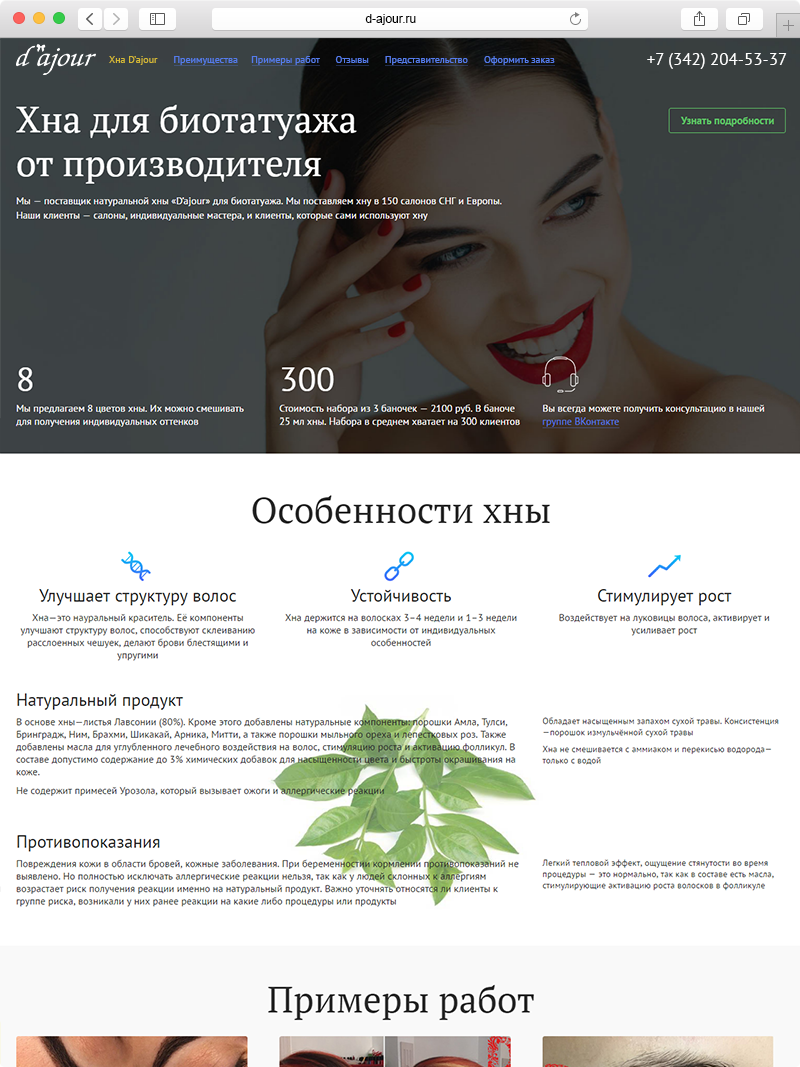 d-ajour.ru
d'ajour
Хна D'ajour
Преимущества
Примеры работ
Отзывы
Представительство
Оформить заказ
+7 (342) 204-53-37
Хна для биотатуажа
от производителя
Узнать подробности
Мы — поставщик натуральной хны «D'ajour» для биотатуажа. Мы поставляем хну в 150 салонов СНГ и Европы.
Наши клиенты — салоны, индивидуальные мастера, и клиенты, которые сами используют хну
8
Мы предлагаем 8 цветов хны. Их можно смешивать
для получения индивидуальных оттенков
300
Стоимость набора из 3 баночек — 2100 руб. В баночке
25 мл хны. Набора в среднем хватает на 300 клиентов
Вы всегда можете получить консультацию в нашей
группе ВКонтакте
Особенности хны
Улучшает структуру волос
Хна—это науральный краситель. Её компоненты
улучшают структуру волос, способствуют склеиванию
расслоенных чешуек, делают брови блестящими и
упругими
Устойчивость
Хна держится на волосках 3–4 недели и 1–3 недели
на коже в зависимости от индивидуальных
особенностей
Стимулирует рост
Воздействует на луковицы волоса, активирует и
усиливает рост
Натуральный продукт
В основе хны—листья Лавсонии (80%). Кроме этого добавлены натуральные компоненты: порошки Амла, Тулси,
Бринградж, Ним, Брахми, Шикакай, Арника, Митти, а также порошки мыльного ореха и лепестковых роз. Также
добавлены масла для углубленного лечебного воздействия на волос, стимуляцию роста и активацию фолликул. В
составе допустимо содержание до 3% химических добавок для насыщенности цвета и быстроты окрашивания на
коже.
Не содержит примесей Урозола, который вызывает ожоги и аллергические реакции
Обладает насыщенным запахом сухой травы. Консистенция
—порошок измульчённой сухой травы
Хна не смешивается с аммиаком и перекисью водорода—
только с водой
Противопоказания
Повреждения кожи в области бровей, кожные заболевания. При беременности и кормлении противопоказаний не
выявлено. Но полностью исключать аллергические реакции нельзя, так как у людей склонных к аллергиям
возрастает риск получения реакции именно на натуральный продукт. Важно уточнять относятся ли клиенты к
группе риска, возникали у них ранее реакции на какие либо процедуры или продукты
Легкий тепловой эффект, ощущение стянутости во время
процедуры — это нормально, так как в составе есть масла,
стимулирующие активацию роста волосков в фолликуле
Примеры работ